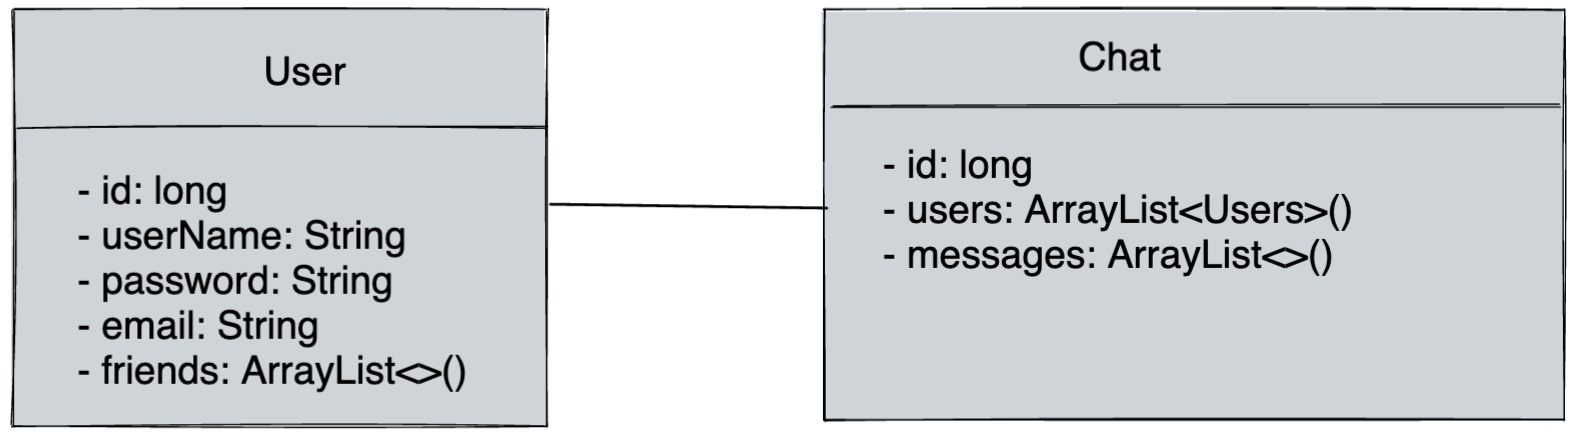 User
- id: long
- userName: String
- password: String
- email: String
- friends: ArrayList<>()
Chat
- id: long
- users: ArrayList<Users>()
- messages: ArrayList<>()